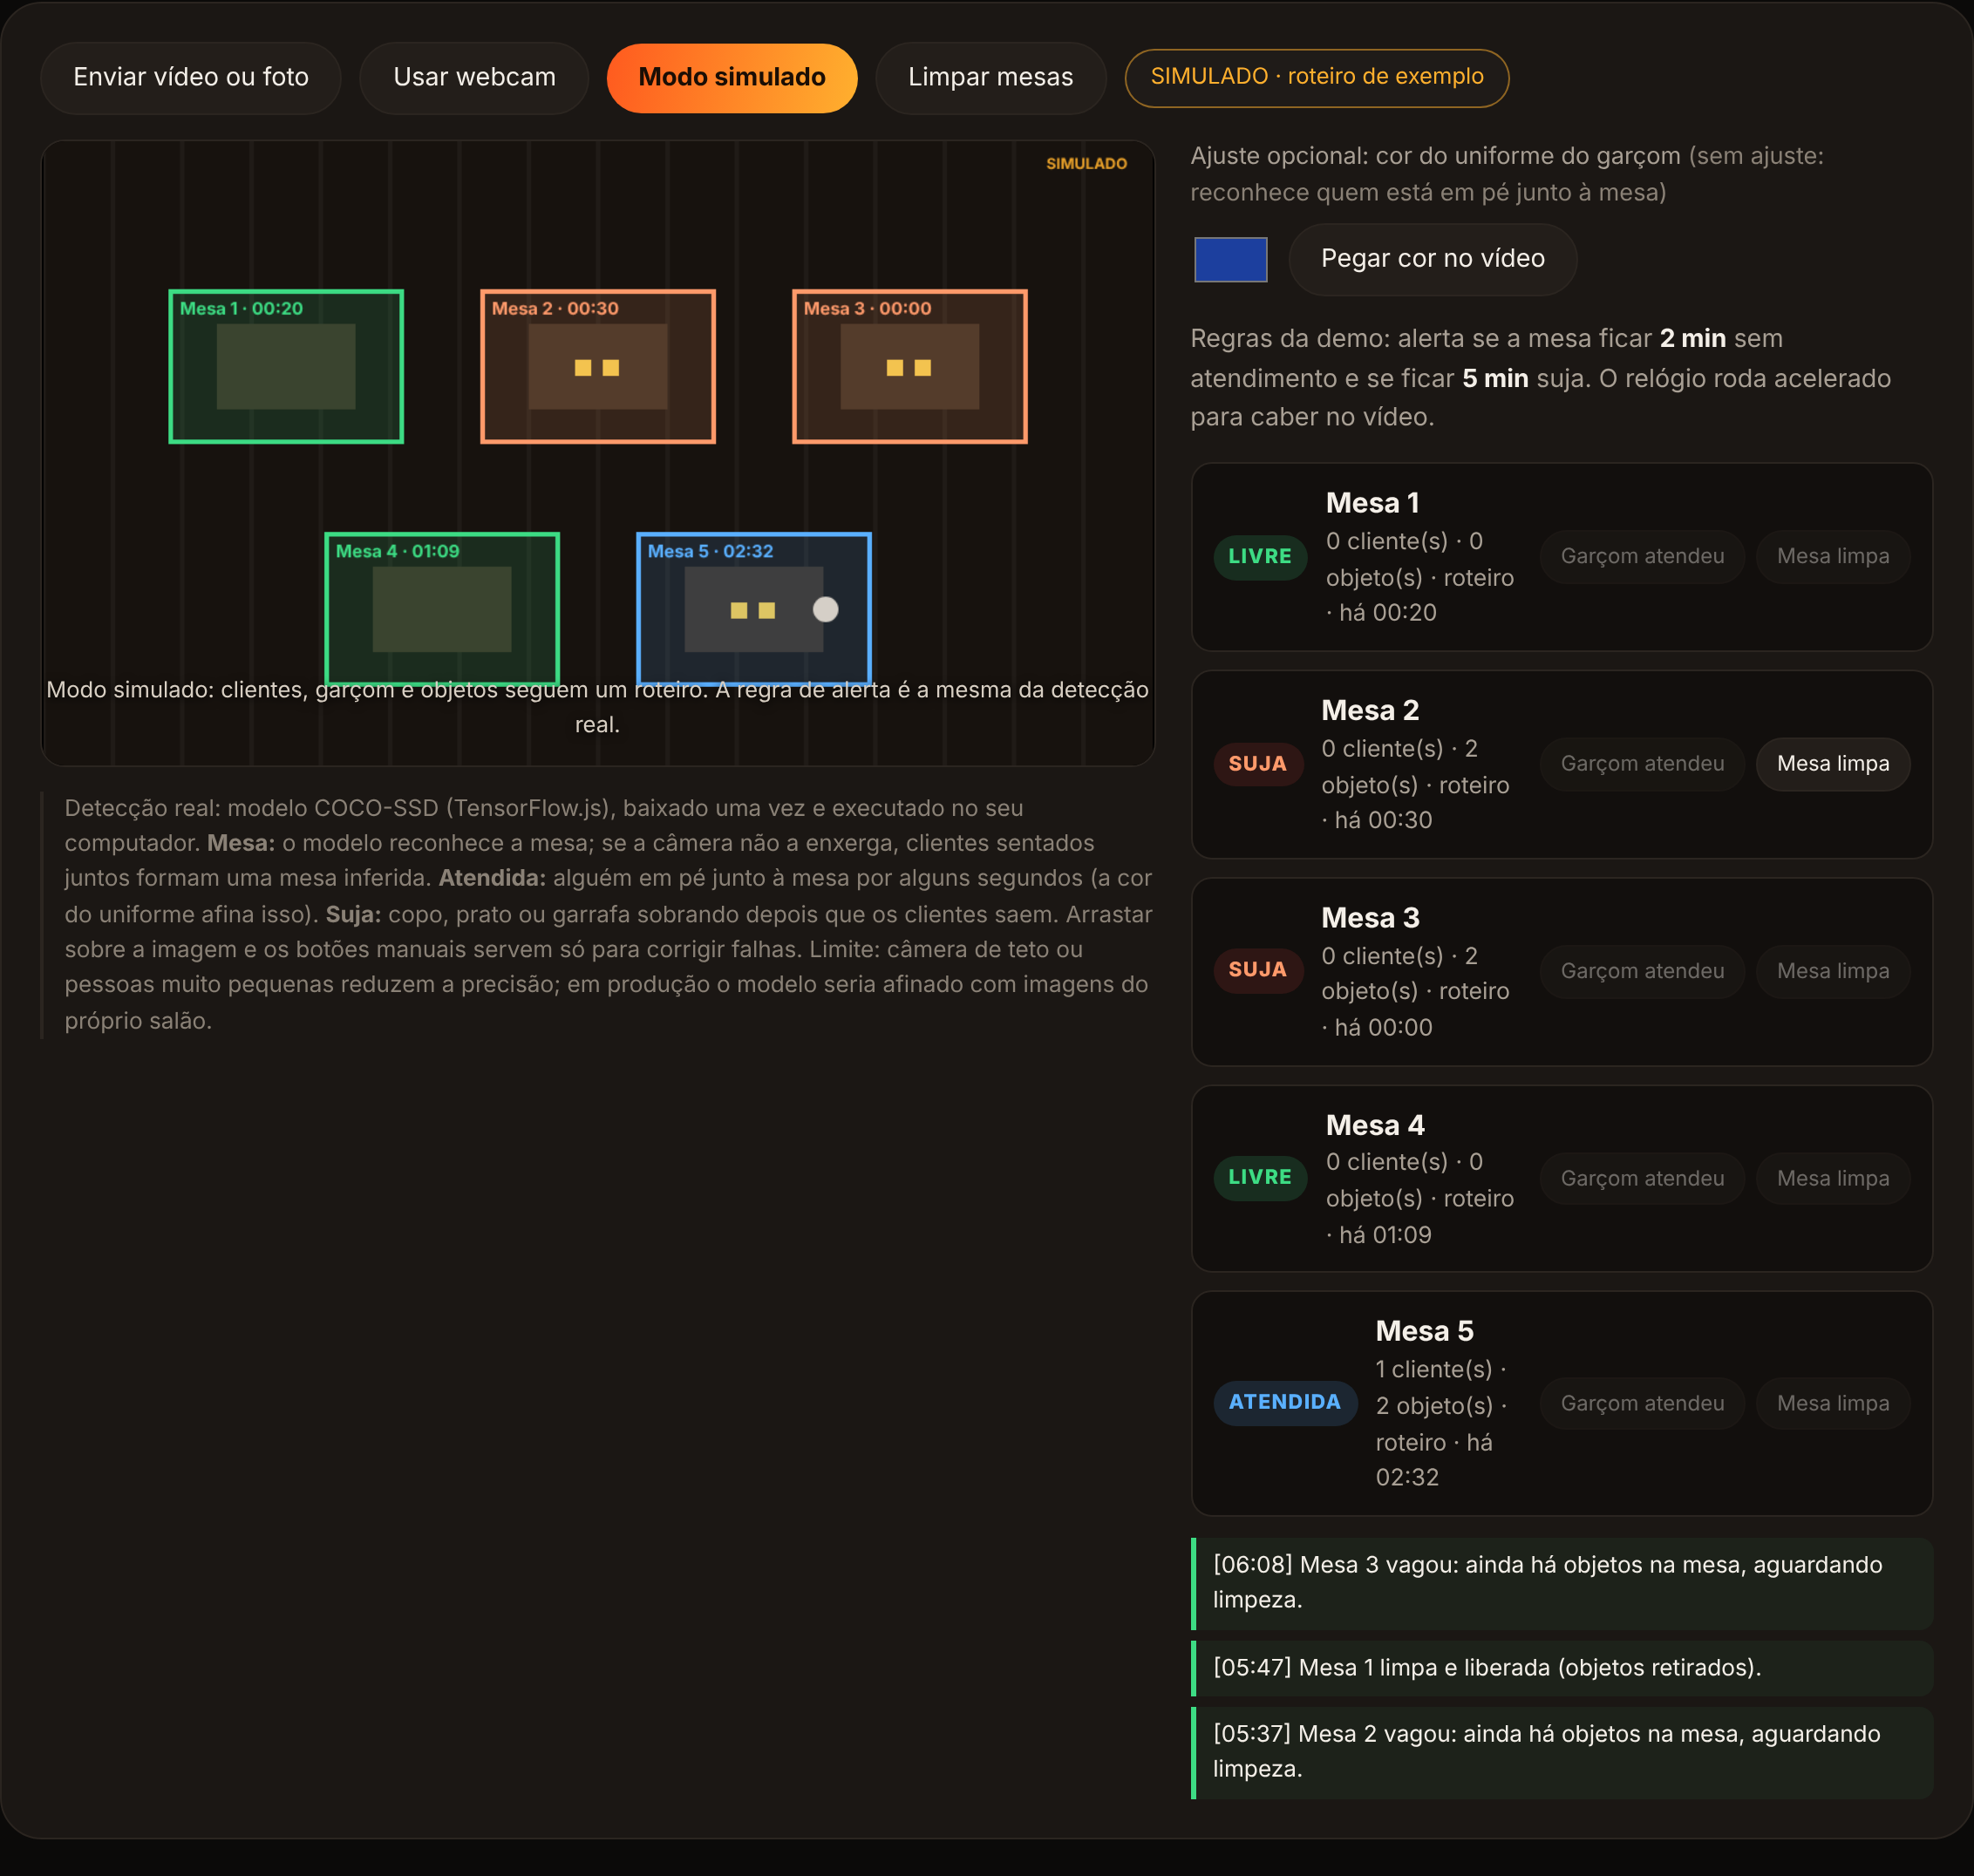 Enviar vídeo ou foto
Usar webcam
Modo simulado
Limpar mesas
SIMULADO · roteiro de exemplo
SIMULADO
Mesa 1 · 00:20
Mesa 2 · 00:30
Mesa 3 · 00:00
Mesa 4 · 01:09
Mesa 5 · 02:32
Modo simulado: clientes, garçom e objetos seguem um roteiro. A regra de alerta é a mesma da detecção
real.
Detecção real: modelo COCO-SSD (TensorFlow.js), baixado uma vez e executado no seu
computador. Mesa: o modelo reconhece a mesa; se a câmera não a enxerga, clientes sentados
juntos formam uma mesa inferida. Atendida: alguém em pé junto à mesa por alguns segundos (a cor
do uniforme afina isso). Suja: copo, prato ou garrafa sobrando depois que os clientes saem. Arrastar
sobre a imagem e os botões manuais servem só para corrigir falhas. Limite: câmera de teto ou
pessoas muito pequenas reduzem a precisão; em produção o modelo seria afinado com imagens do
próprio salão.
Ajuste opcional: cor do uniforme do garçom (sem ajuste:
reconhece quem está em pé junto à mesa)
Pegar cor no vídeo
Regras da demo: alerta se a mesa ficar 2 min sem
atendimento e se ficar 5 min suja. O relógio roda acelerado
para caber no vídeo.
LIVRE
Mesa 1
0 cliente(s) · 0
objeto(s) · roteiro
· há 00:20
Garçom atendeu
Mesa limpa
SUJA
Mesa 2
0 cliente(s) · 2
objeto(s) · roteiro
· há 00:30
Garçom atendeu
Mesa limpa
SUJA
Mesa 3
0 cliente(s) · 2
objeto(s) · roteiro
· há 00:00
Garçom atendeu
Mesa limpa
LIVRE
Mesa 4
0 cliente(s) · 0
objeto(s) · roteiro
· há 01:09
Garçom atendeu
Mesa limpa
ATENDIDA
Mesa 5
1 cliente(s) ·
2 objeto(s) ·
roteiro · há
02:32
Garçom atendeu
Mesa limpa
[06:08] Mesa 3 vagou: ainda há objetos na mesa, aguardando
limpeza.
[05:47] Mesa 1 limpa e liberada (objetos retirados).
[05:37] Mesa 2 vagou: ainda há objetos na mesa, aguardando
limpeza.